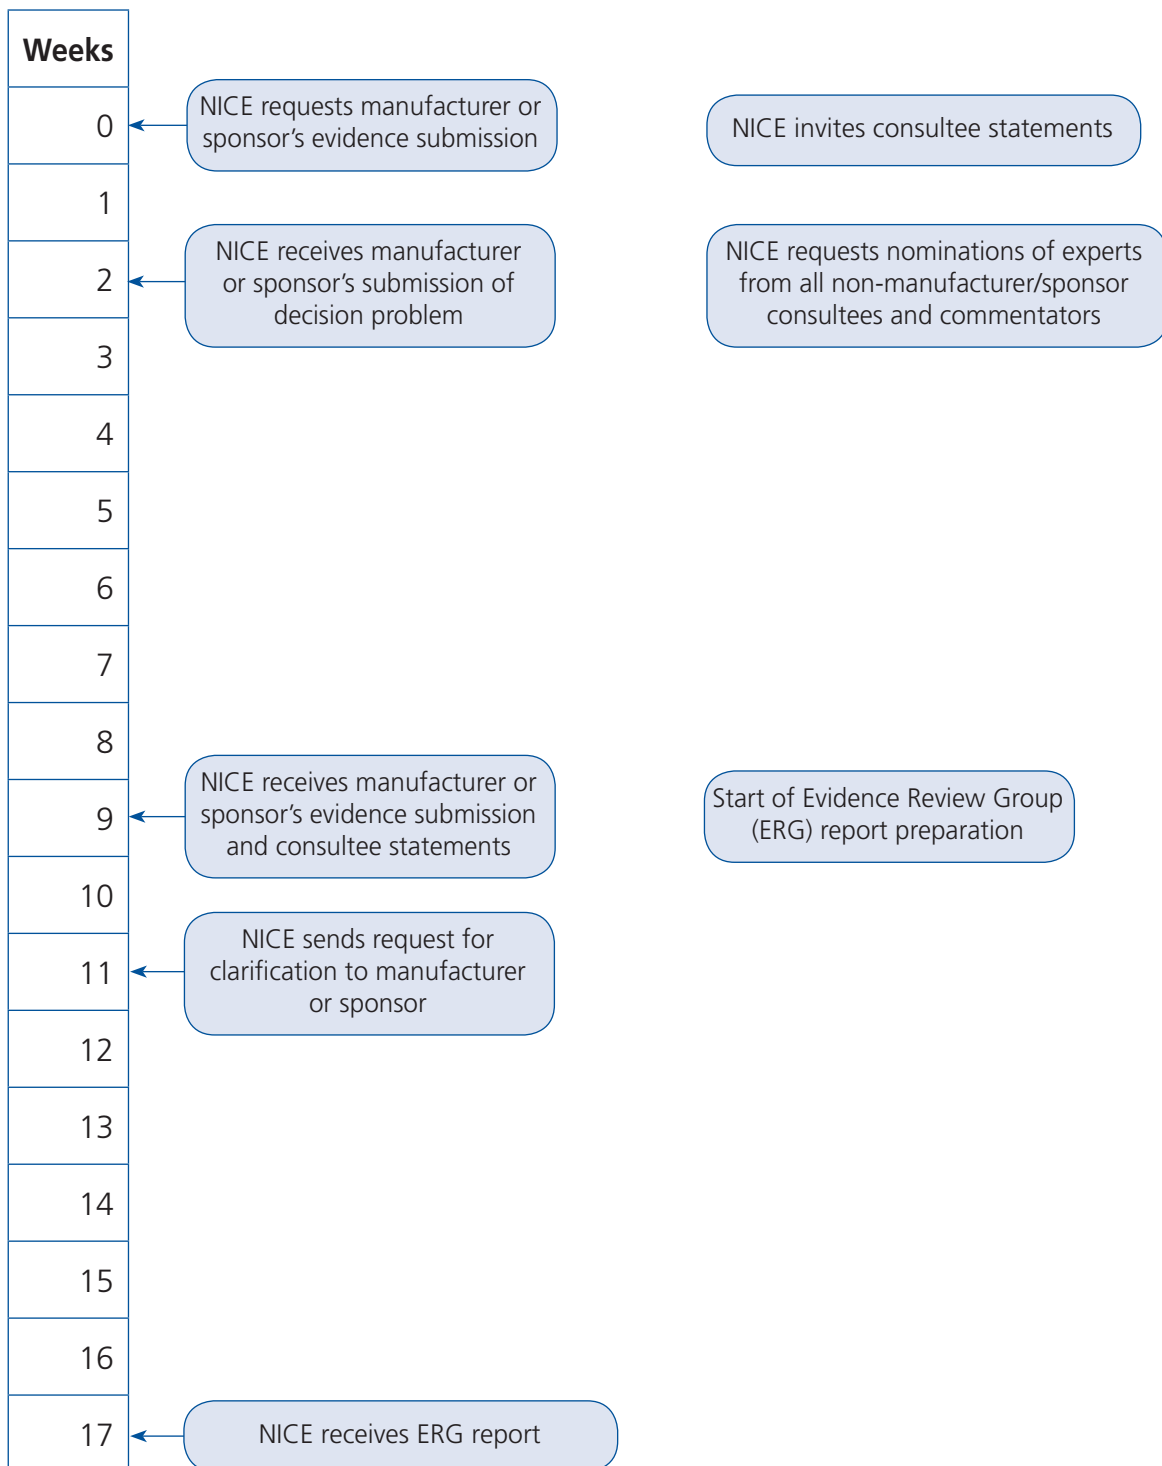 Weeks
0
NICE requests manufacturer or
sponsor's evidence submission
NICE invites consultee statements
1
2
NICE receives manufacturer
or sponsor's submission of
decision problem
NICE requests nominations of experts
from all non-manufacturer/sponsor
consultees and commentators
3
4
5
6
7
8
9
NICE receives manufacturer or
sponsor's evidence submission
and consultee statements
Start of Evidence Review Group
(ERG) report preparation
10
11
NICE sends request for
clarification to manufacturer
or sponsor
12
13
14
15
16
17
NICE receives ERG report